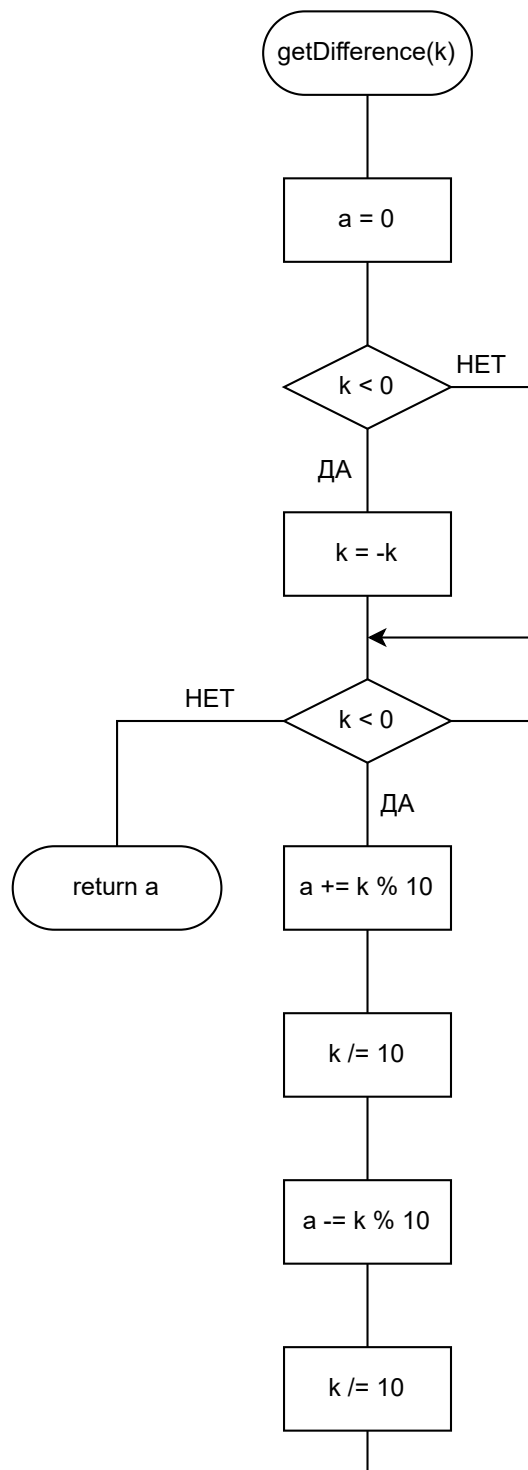 getDifference(k)
a = 0
k < 0
НЕТ
ДА
k = -k
k < 0
НЕТ
ДА
return a
a += k % 10
k /= 10
a -= k % 10
k /= 10